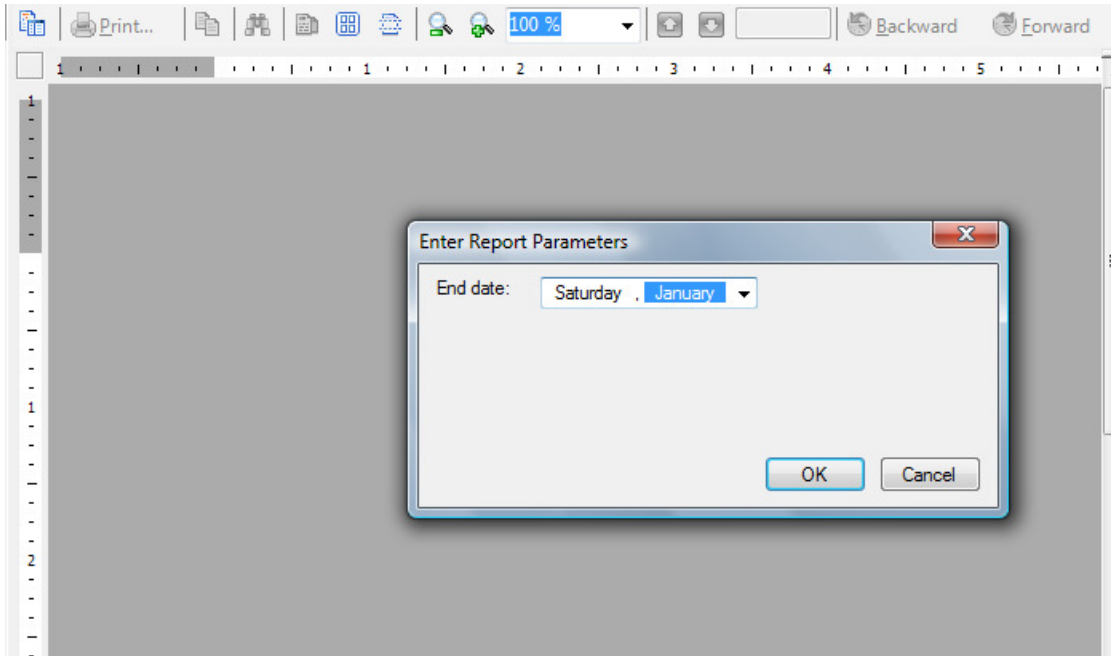 Print... 100 % Backward Forward
1 1 2 3 4 5
1
Enter Report Parameters
End date: Saturday , January
1
OK Cancel
2